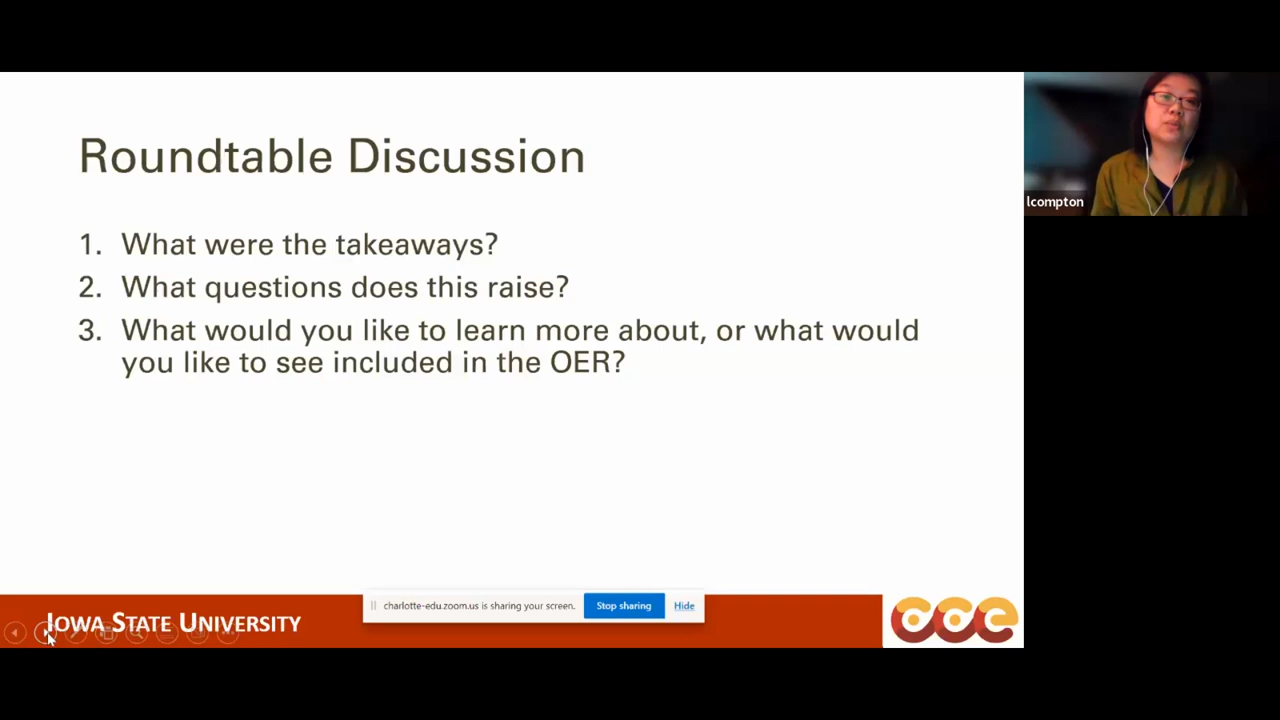 Roundtable Discussion
1. What were the takeaways?
2. What questions does this raise?
3. What would you like to learn more about, or what would
you like to see included in the OER?
lcompton
charlotte-edu.zoom.us is sharing your screen. Stop sharing Hide
IOWA STATE UNIVERSITY
coe